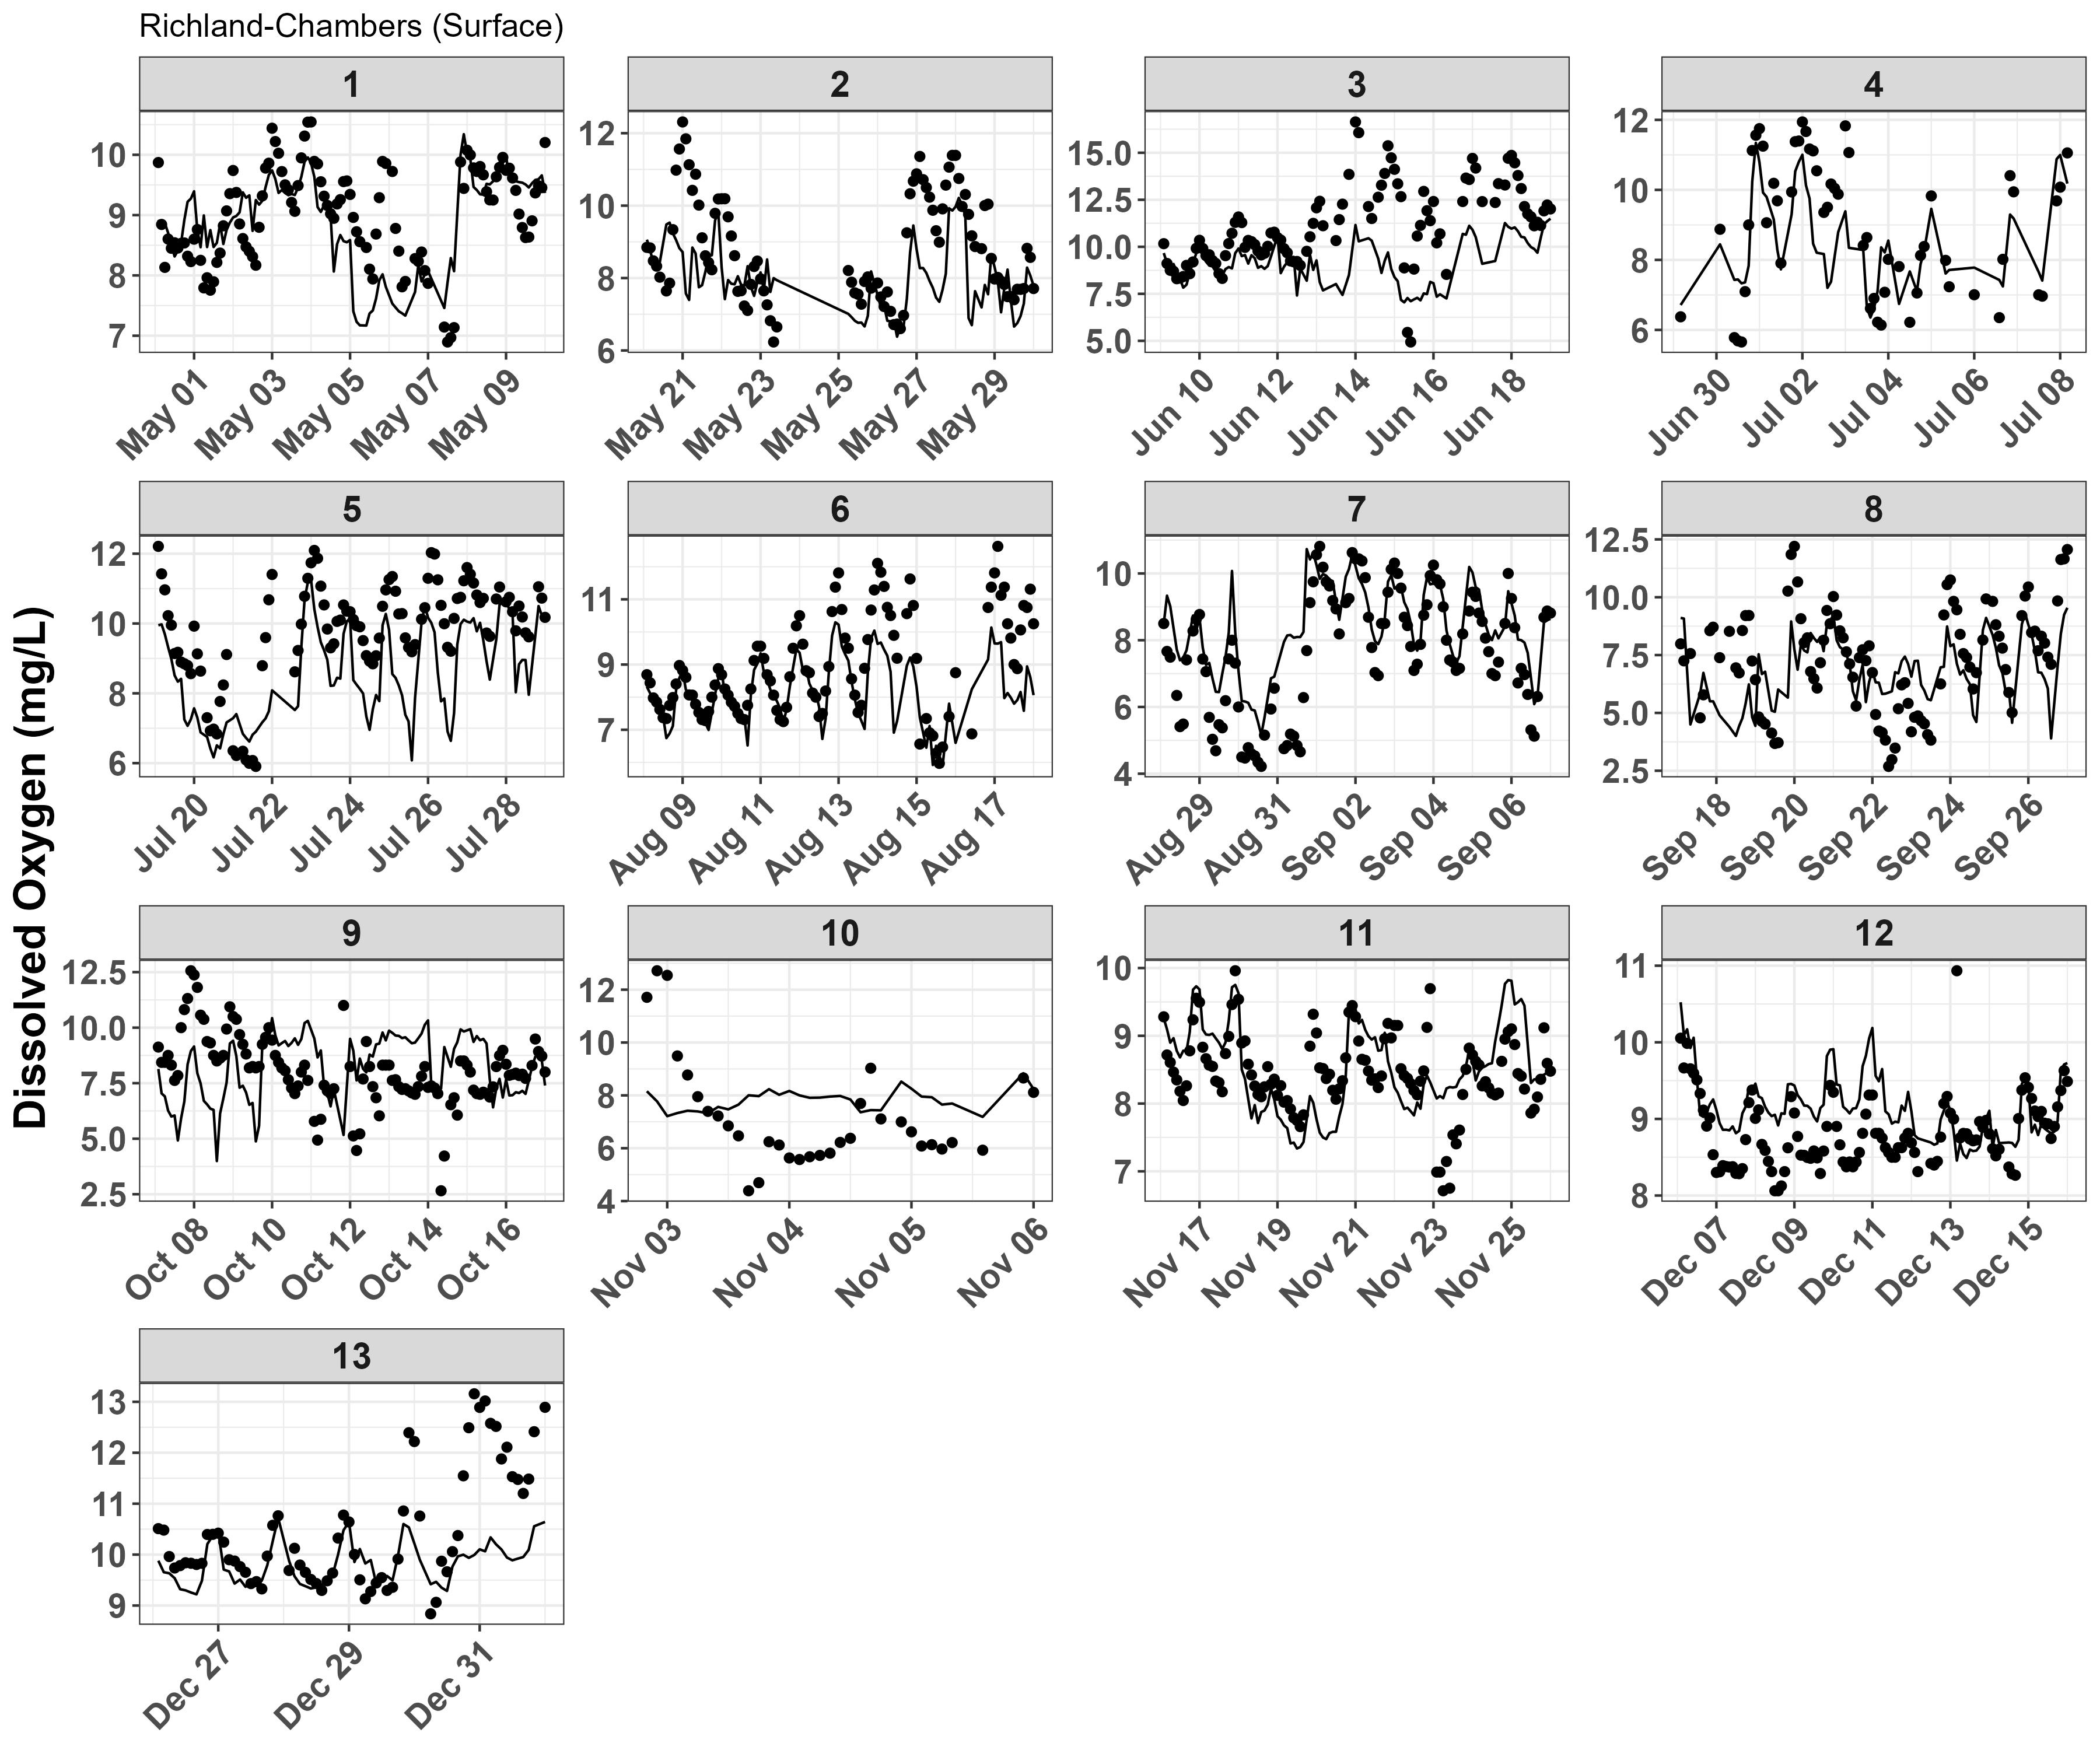 Richland-Chambers (Surface)
Dissolved Oxygen (mg/L)
1
10
9
8
7
May 01
May 03
May 05
May 07
May 09
2
12
10
8
6
May 21
May 23
May 25
May 27
May 29
3
15.0
12.5
10.0
7.5
5.0
Jun 10
Jun 12
Jun 14
Jun 16
Jun 18
4
12
10
8
6
Jun 30
Jul 02
Jul 04
Jul 06
Jul 08
5
12
10
8
6
Jul 20
Jul 22
Jul 24
Jul 26
Jul 28
6
11
9
7
Aug 09
Aug 11
Aug 13
Aug 15
Aug 17
7
10
8
6
4
Aug 29
Aug 31
Sep 02
Sep 04
Sep 06
8
12.5
10.0
7.5
5.0
2.5
Sep 18
Sep 20
Sep 22
Sep 24
Sep 26
9
12.5
10.0
7.5
5.0
2.5
Oct 08
Oct 10
Oct 12
Oct 14
Oct 16
10
12
10
8
6
4
Nov 03
Nov 04
Nov 05
Nov 06
11
10
9
8
7
Nov 17
Nov 19
Nov 21
Nov 23
Nov 25
12
11
10
9
8
Dec 07
Dec 09
Dec 11
Dec 13
Dec 15
13
13
12
11
10
9
Dec 27
Dec 29
Dec 31